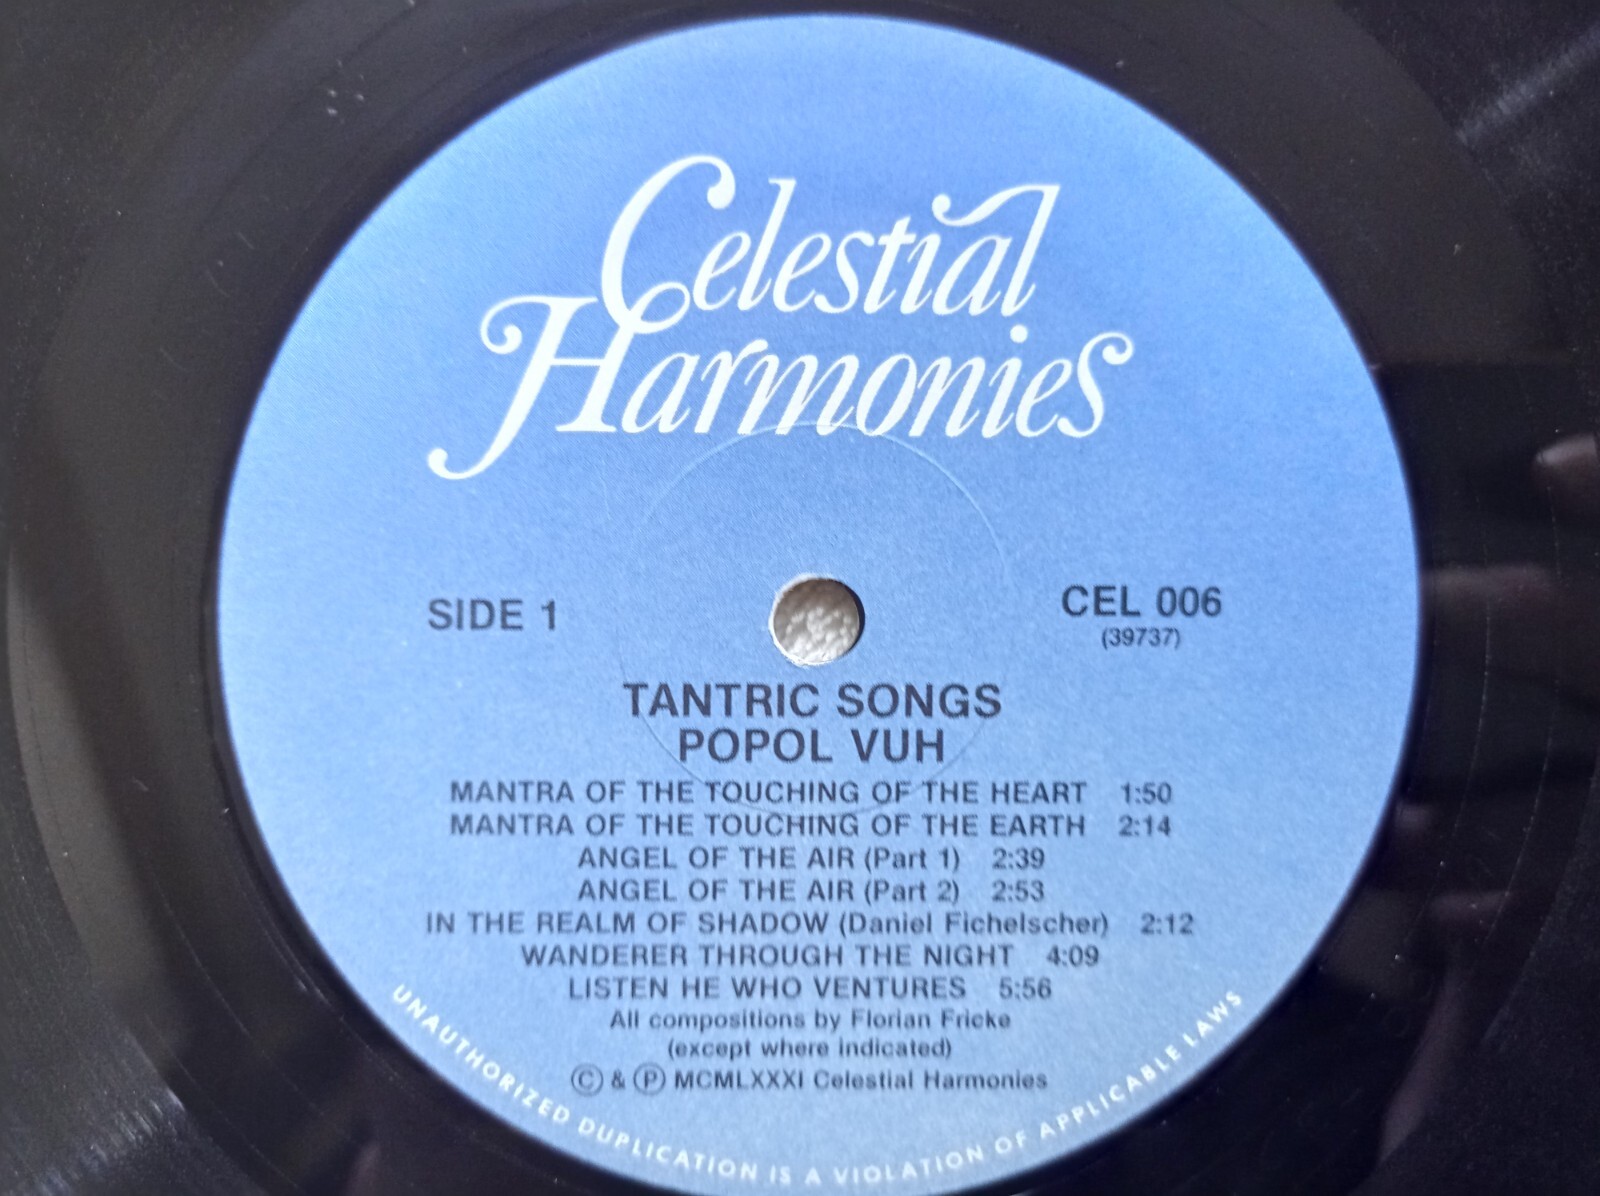 Celestial
Harmonies
SIDE 1
CEL 006
(39737)
TANTRIC SONGS
POPOL VUH
MANTRA OF THE TOUCHING OF THE HEART 1:50
MANTRA OF THE TOUCHING OF THE EARTH 2:14
ANGEL OF THE AIR (Part 1) 2:39
ANGEL OF THE AIR (Part 2) 2:53
IN THE REALM OF SHADOW (Daniel Fichelscher) 2:12
WANDERER THROUGH THE NIGHT 4:09
LISTEN HE WHO VENTURES 5:56
All compositions by Florian Fricke
(except where indicated)
Ⓒ & Ⓟ MCMLXXXI Celestial Harmonies
UNAUTHORIZED DUPLICATION IS A VIOLATION OF APPLICABLE LAWS